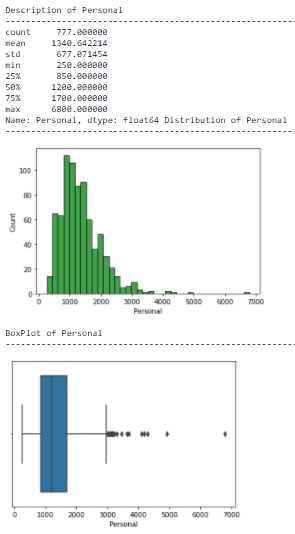 Description of Personal
----------------------------------------------------------------
count 777.000000
mean 1340.642214
std 677.071454
min 250.000000
25% 850.000000
50% 1200.000000
75% 1700.000000
max 6800.000000
Name: Personal, dtype: float64 Distribution of Personal
----------------------------------------------------------------
100
80
60
40
20
0
Count
0 1000 2000 3000 4000 5000 6000 7000
Personal
BoxPlot of Personal
----------------------------------------------------------------
0 1000 2000 3000 4000 5000 6000 7000
Personal